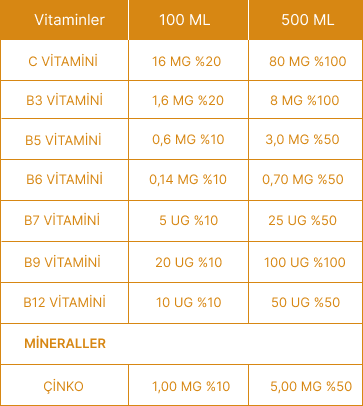 Vitaminler 100 ML 500 ML
C VİTAMİNİ 16 MG %20 80 MG %100
B3 VİTAMİNİ 1,6 MG %20 8 MG %100
B5 VİTAMİNİ 0,6 MG %10 3,0 MG %50
B6 VİTAMİNİ 0,14 MG %10 0,70 MG %50
B7 VİTAMİNİ 5 UG %10 25 UG %50
B9 VİTAMİNİ 20 UG %10 100 UG %100
B12 VİTAMİNİ 10 UG %10 50 UG %50
MİNERALLER
ÇİNKO 1,00 MG %10 5,00 MG %50